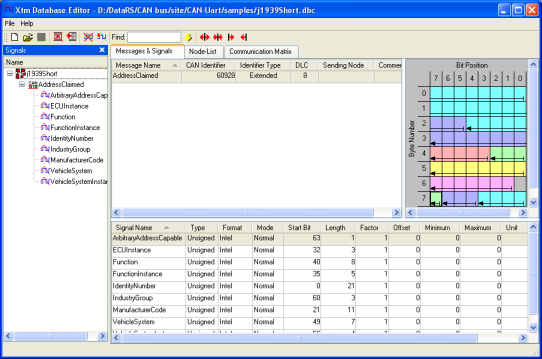 Xtm Database Editor - D:/DataRS/CAN bus/site/CAN-Uart/samples/j1939Short.dbc
File Help
Find:
Signals
Name
j1939Short
AddressClaimed
ArbitraryAddressCap
ECUInstance
Function
FunctionInstance
IdentityNumber
IndustryGroup
ManufacturerCode
VehicleSystem
VehicleSystemInstar
Messages & Signals Node-List Communication Matrix
Message Name CAN Identifier Identifier Type DLC Sending Node Commer
AddressClaimed 60928 Extended 8
Bit Position
7 6 5 4 3 2 1 0
Byte Number
0
1
2
3
4
5
6
7
Signal Name Type Format Mode Start Bit Length Factor Offset Minimum Maximum Unit
ArbitraryAddressCapable Unsigned Intel Normal 63 1 1 0 0 0
ECUInstance Unsigned Intel Normal 32 3 1 0 0 0
Function Unsigned Intel Normal 40 8 1 0 0 0
FunctionInstance Unsigned Intel Normal 35 5 1 0 0 0
IdentityNumber Unsigned Intel Normal 0 21 1 0 0 0
IndustryGroup Unsigned Intel Normal 60 3 1 0 0 0
ManufacturerCode Unsigned Intel Normal 21 11 1 0 0 0
VehicleSystem Unsigned Intel Normal 49 7 1 0 0 0